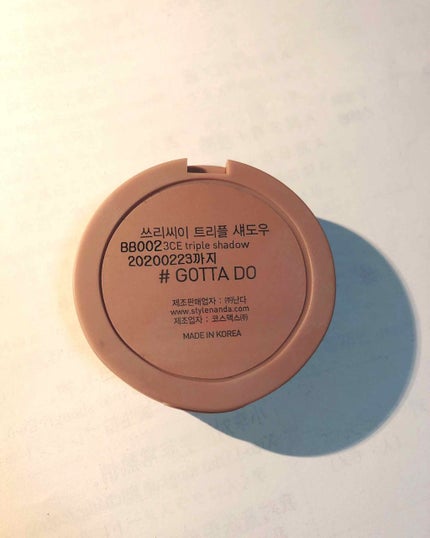 쓰리씨이 트리플 섀도우
BB002 3CE triple shadow
20200223까지
# GOTTA DO
제조판매업자 : ㈜난다
www.stylenanda.com
제조업자 : 코스맥스㈜
MADE IN KOREA